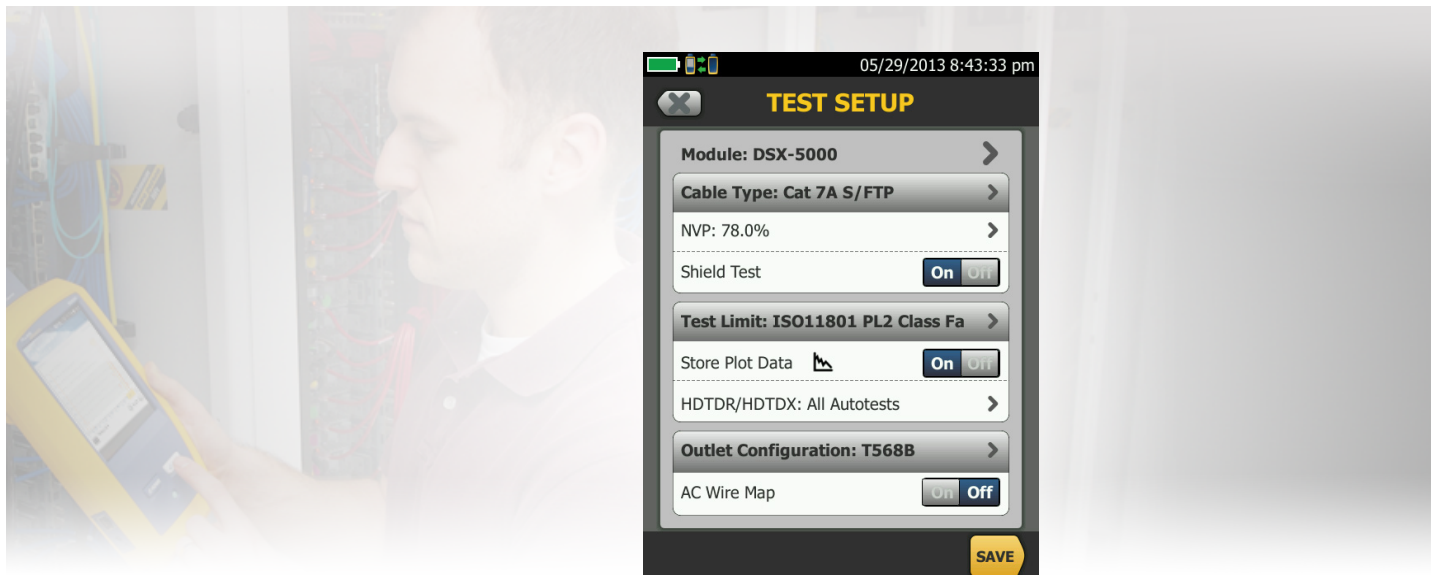 05/29/2013 8:43:33 pm
TEST SETUP
Module: DSX-5000
Cable Type: Cat 7A S/FTP
NVP: 78.0%
Shield Test On Off
Test Limit: ISO11801 PL2 Class Fa
Store Plot Data On Off
HDTDR/HDTDX: All Autotests
Outlet Configuration: T568B
AC Wire Map On Off
SAVE